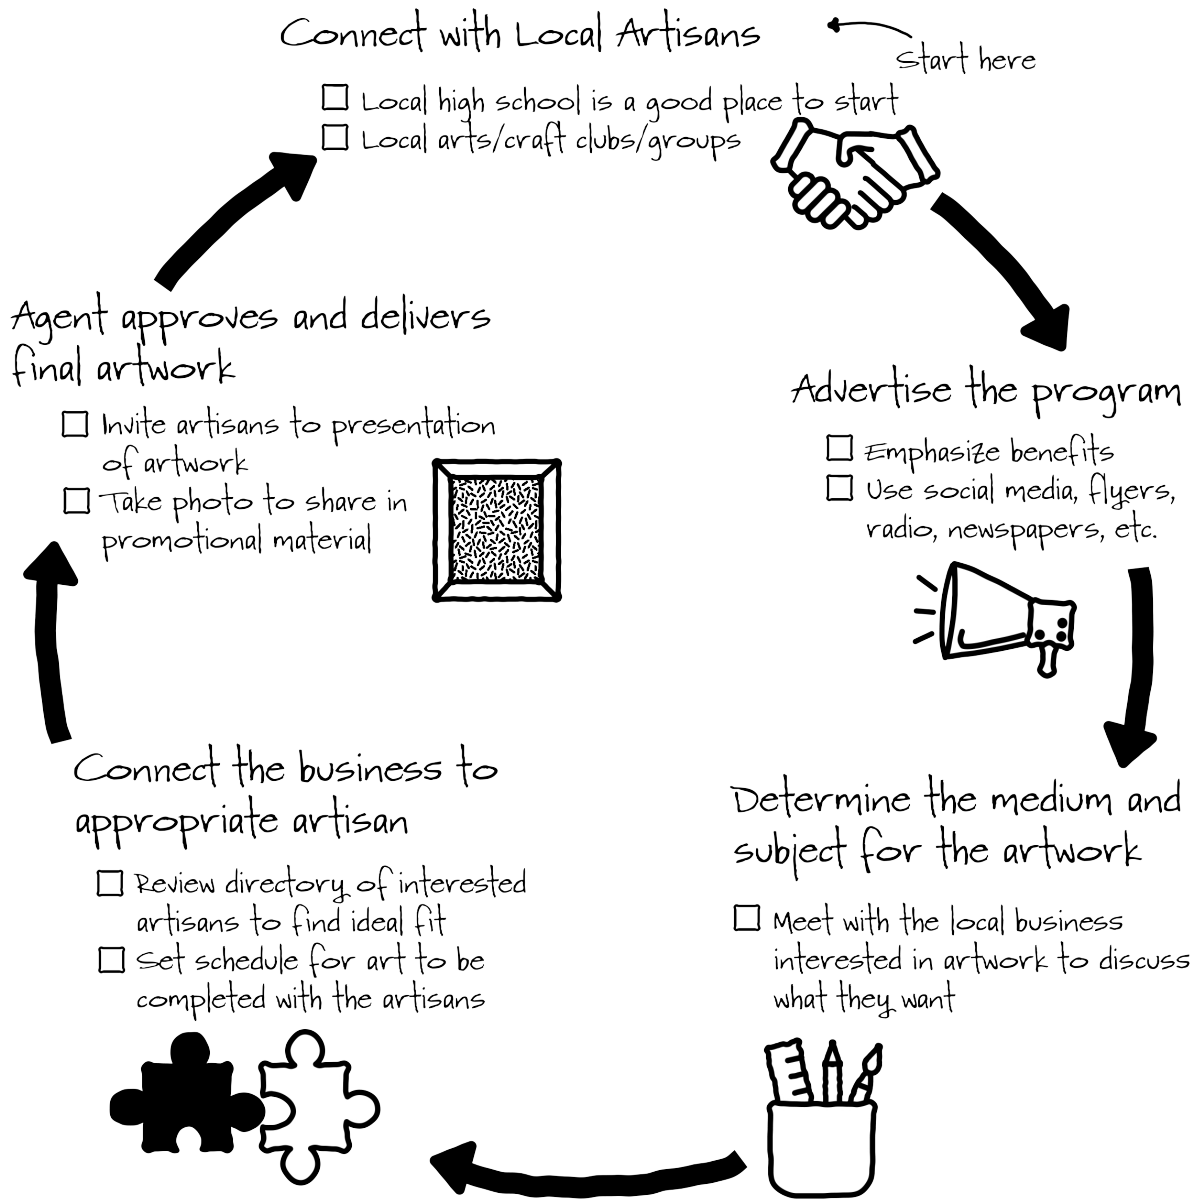 Connect with Local Artisans
Start here
☐ Local high school is a good place to start
☐ Local arts/craft clubs/groups
Advertise the program
☐ Emphasize benefits
☐ Use social media, flyers,
radio, newspapers, etc.
Determine the medium and
subject for the artwork
☐ Meet with the local business
interested in artwork to discuss
what they want
Connect the business to
appropriate artisan
☐ Review directory of interested
artisans to find ideal fit
☐ Set schedule for art to be
completed with the artisans
Agent approves and delivers
final artwork
☐ Invite artisans to presentation
of artwork
☐ Take photo to share in
promotional material